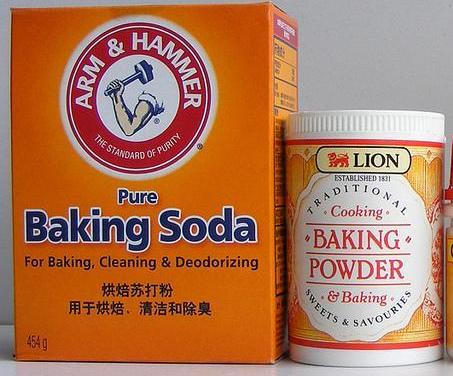 ARM & HAMMER
THE STANDARD OF PURITY
®
Pure
Baking Soda
For Baking, Cleaning & Deodorizing
烘焙苏打粉
用于烘焙、清洁和除臭
454 g
LION
ESTABLISHED 1831
TRADITIONAL
Cooking
BAKING
POWDER
& Baking
SWEETS & SAVOURIES